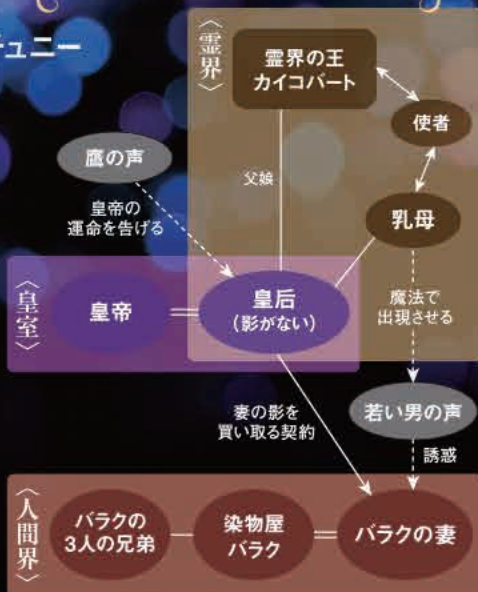 ュニー
〈霊界〉
霊界の王
カイコバート
使者
鷹の声
父娘
乳母
皇帝の
運命を告げる
〈皇室〉
皇帝
皇后
(影がない)
魔法で
出現させる
妻の影を
買い取る契約
若い男の声
誘惑
〈人間界〉
バラクの
3人の兄弟
染物屋
バラク
バラクの妻